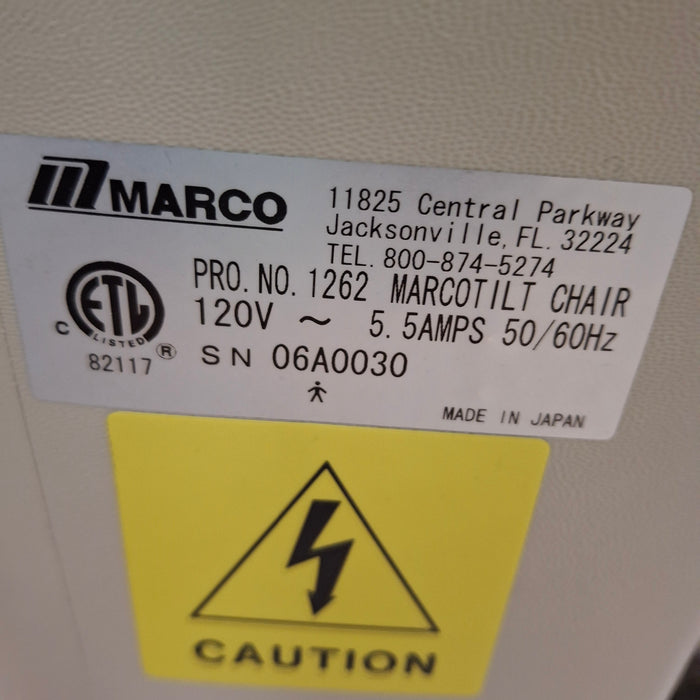 MARCO
11825 Central Parkway
Jacksonville, FL. 32224
TEL. 800-874-5274
PRO. NO. 1262 MARCOTILT CHAIR
120V ~ 5.5AMPS 50/60Hz
ETL
C LISTED ®
82117
SN 06A0030
MADE IN JAPAN
CAUTION